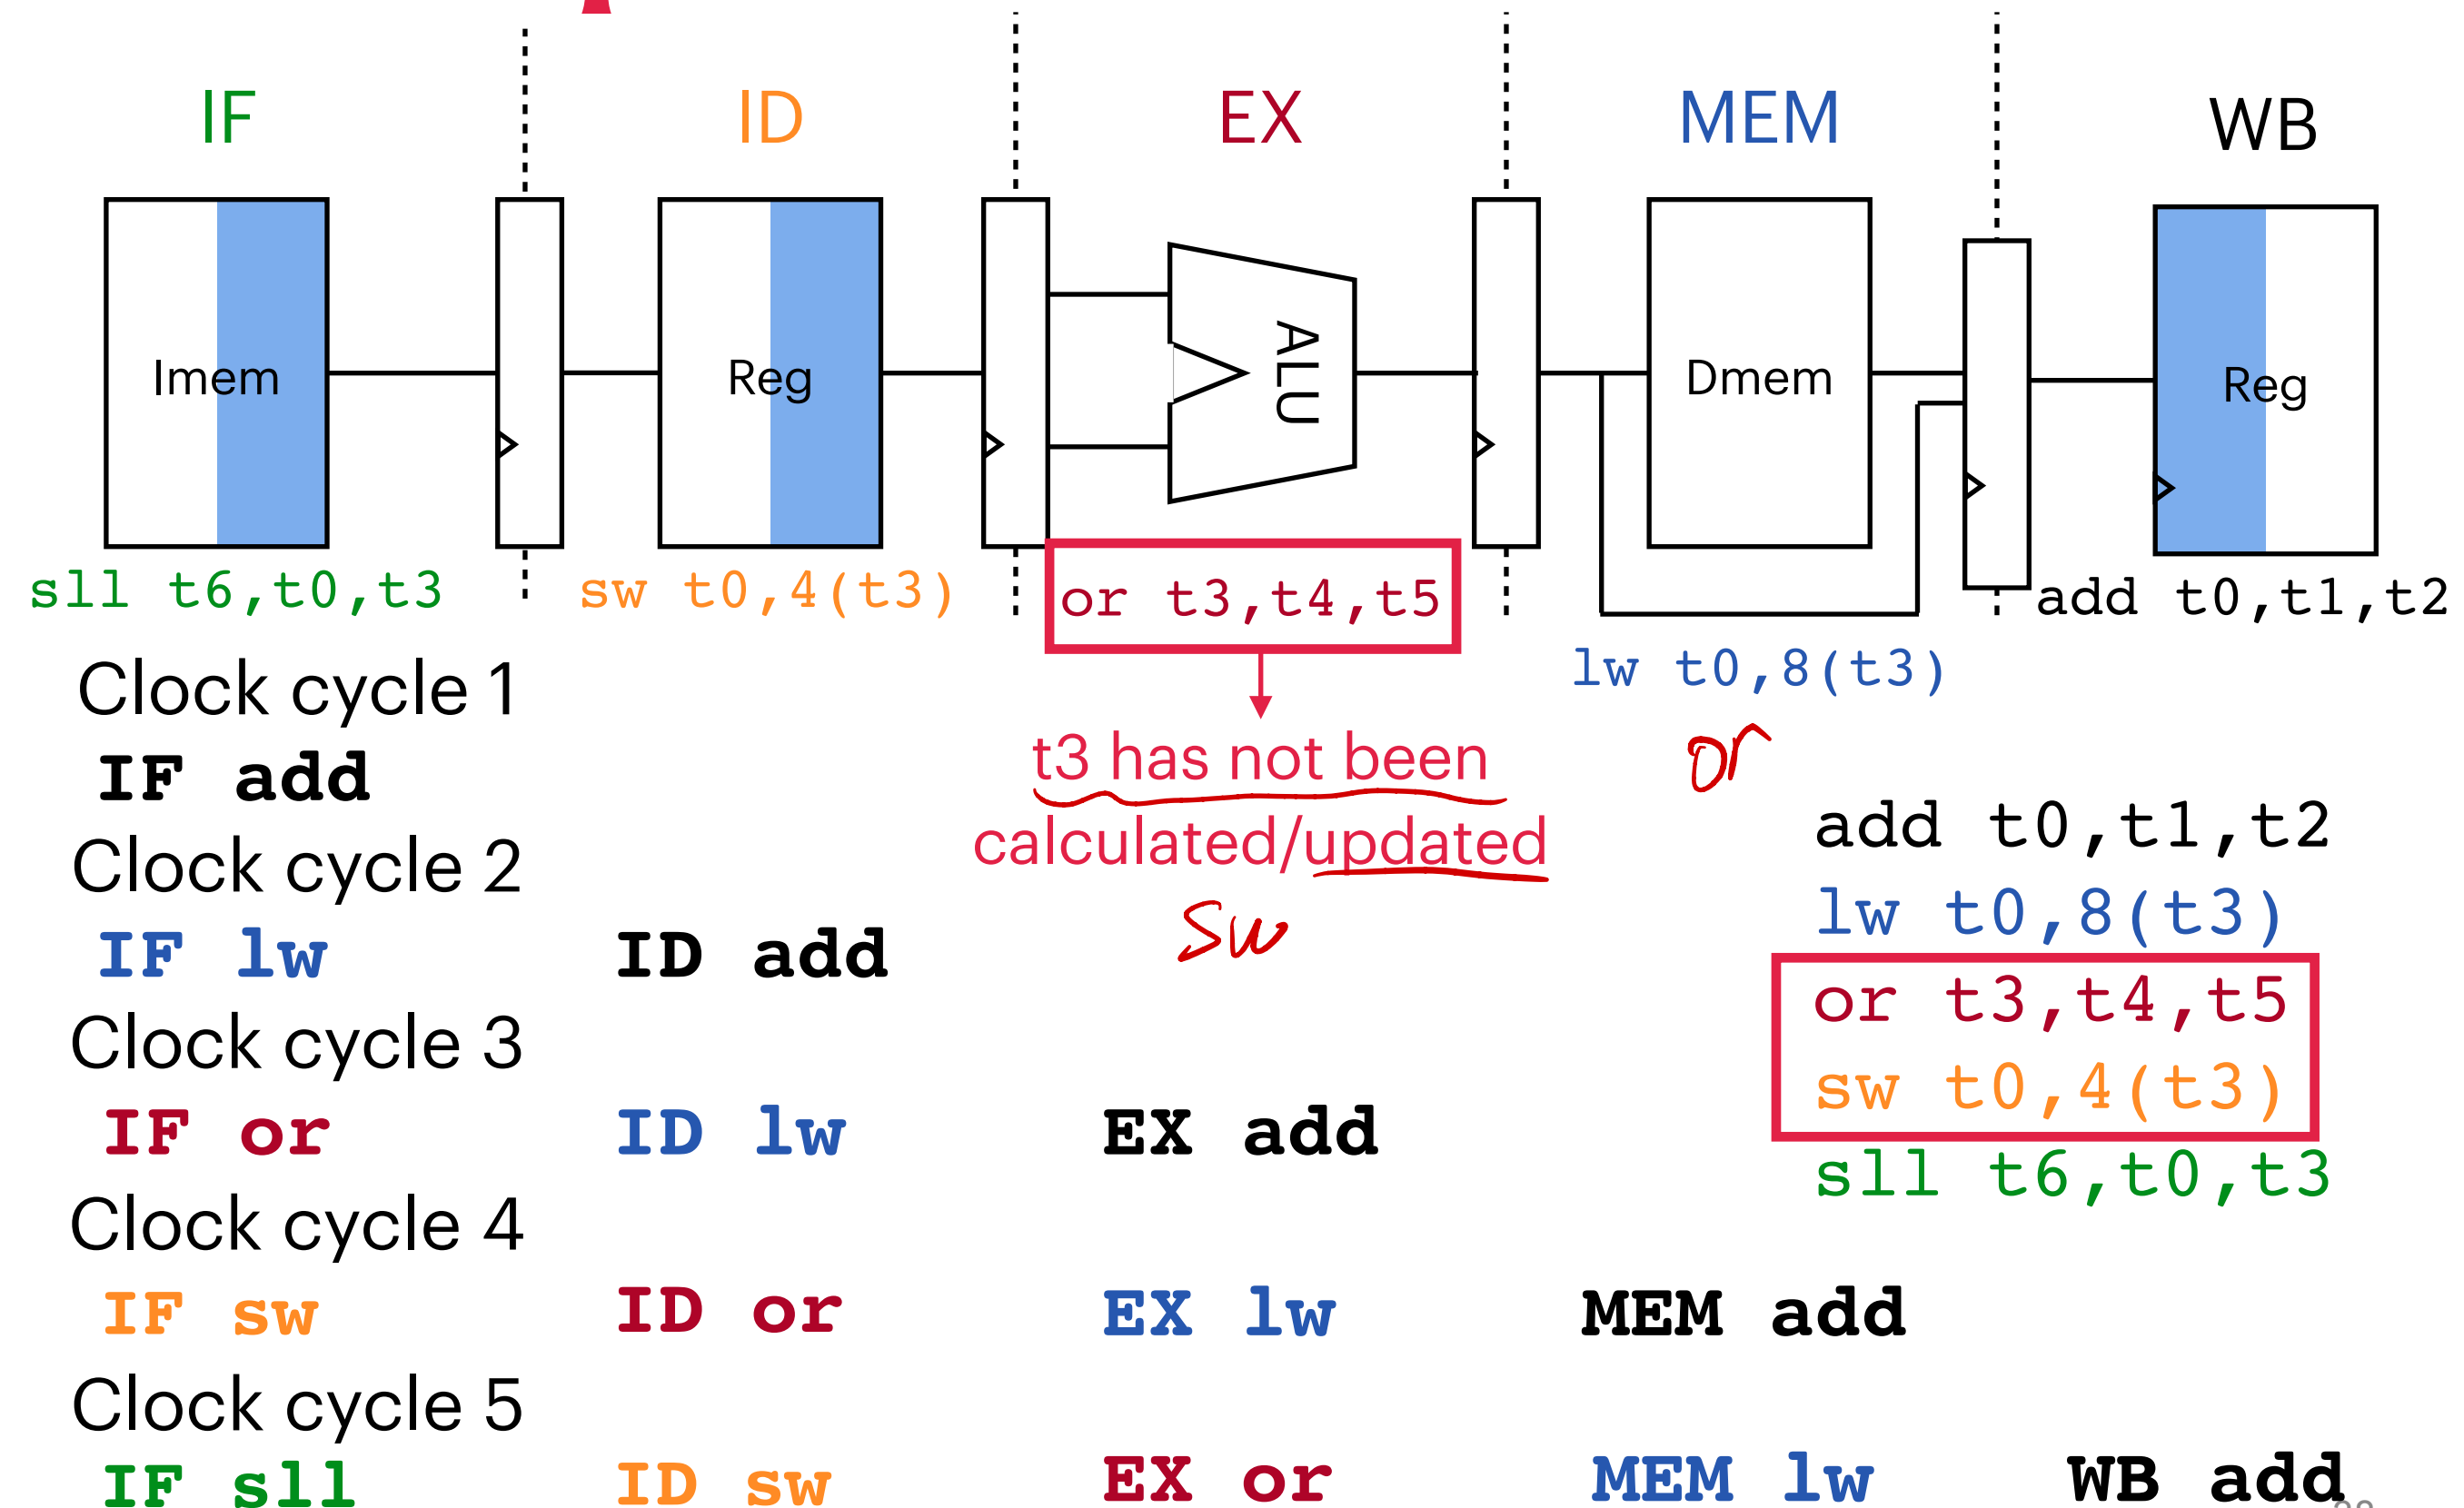 IF ID EX MEM WB
Imem Reg ALU Dmem Reg
sll t6,t0,t3 sw t0,4(t3) or t3,t4,t5 add t0,t1,t2
lw t0,8(t3)
Clock cycle 1
t3 has not been
or
IF add
calculated/updated
add t0,t1,t2
Clock cycle 2
sw
lw t0,8(t3)
IF lw ID add
or t3,t4,t5
Clock cycle 3
sw t0,4(t3)
IF or ID lw EX add
sll t6,t0,t3
Clock cycle 4
IF sw ID or EX lw MEM add
Clock cycle 5
IF sll ID sw EX or MEM lw WB add